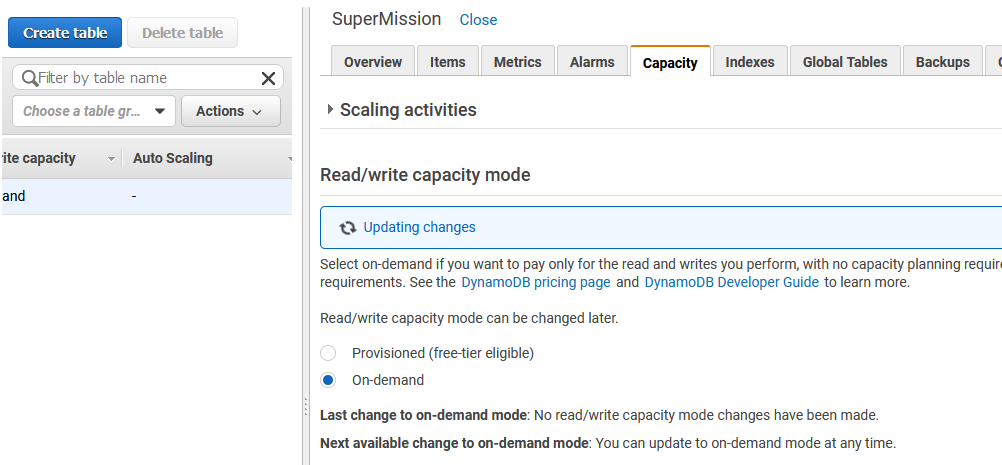 Create table
Delete table
Filter by table name
Choose a table gr...
Actions
rite capacity
Auto Scaling
and
-
SuperMission Close
Overview Items Metrics Alarms Capacity Indexes Global Tables Backups
Scaling activities
Read/write capacity mode
Updating changes
Select on-demand if you want to pay only for the read and writes you perform, with no capacity planning require
requirements. See the DynamoDB pricing page and DynamoDB Developer Guide to learn more.
Read/write capacity mode can be changed later.
Provisioned (free-tier eligible)
On-demand
Last change to on-demand mode: No read/write capacity mode changes have been made.
Next available change to on-demand mode: You can update to on-demand mode at any time.